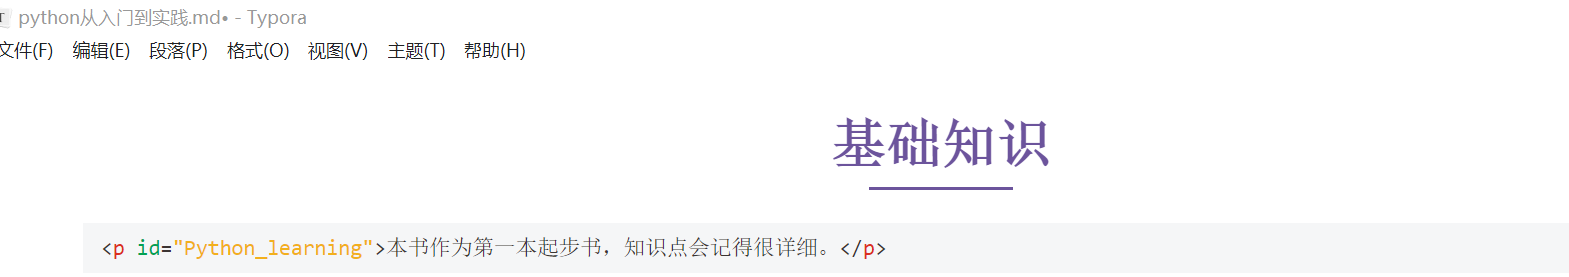 python从入门到实践.md• - Typora
文件(F) 编辑(E) 段落(P) 格式(O) 视图(V) 主题(T) 帮助(H)
基础知识
<p id="Python_learning">本书作为第一本起步书，知识点会记得很详细。</p>